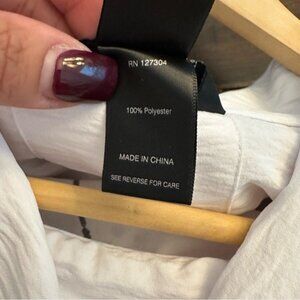 RN 127304
100% Polyester
MADE IN CHINA
SEE REVERSE FOR CARE